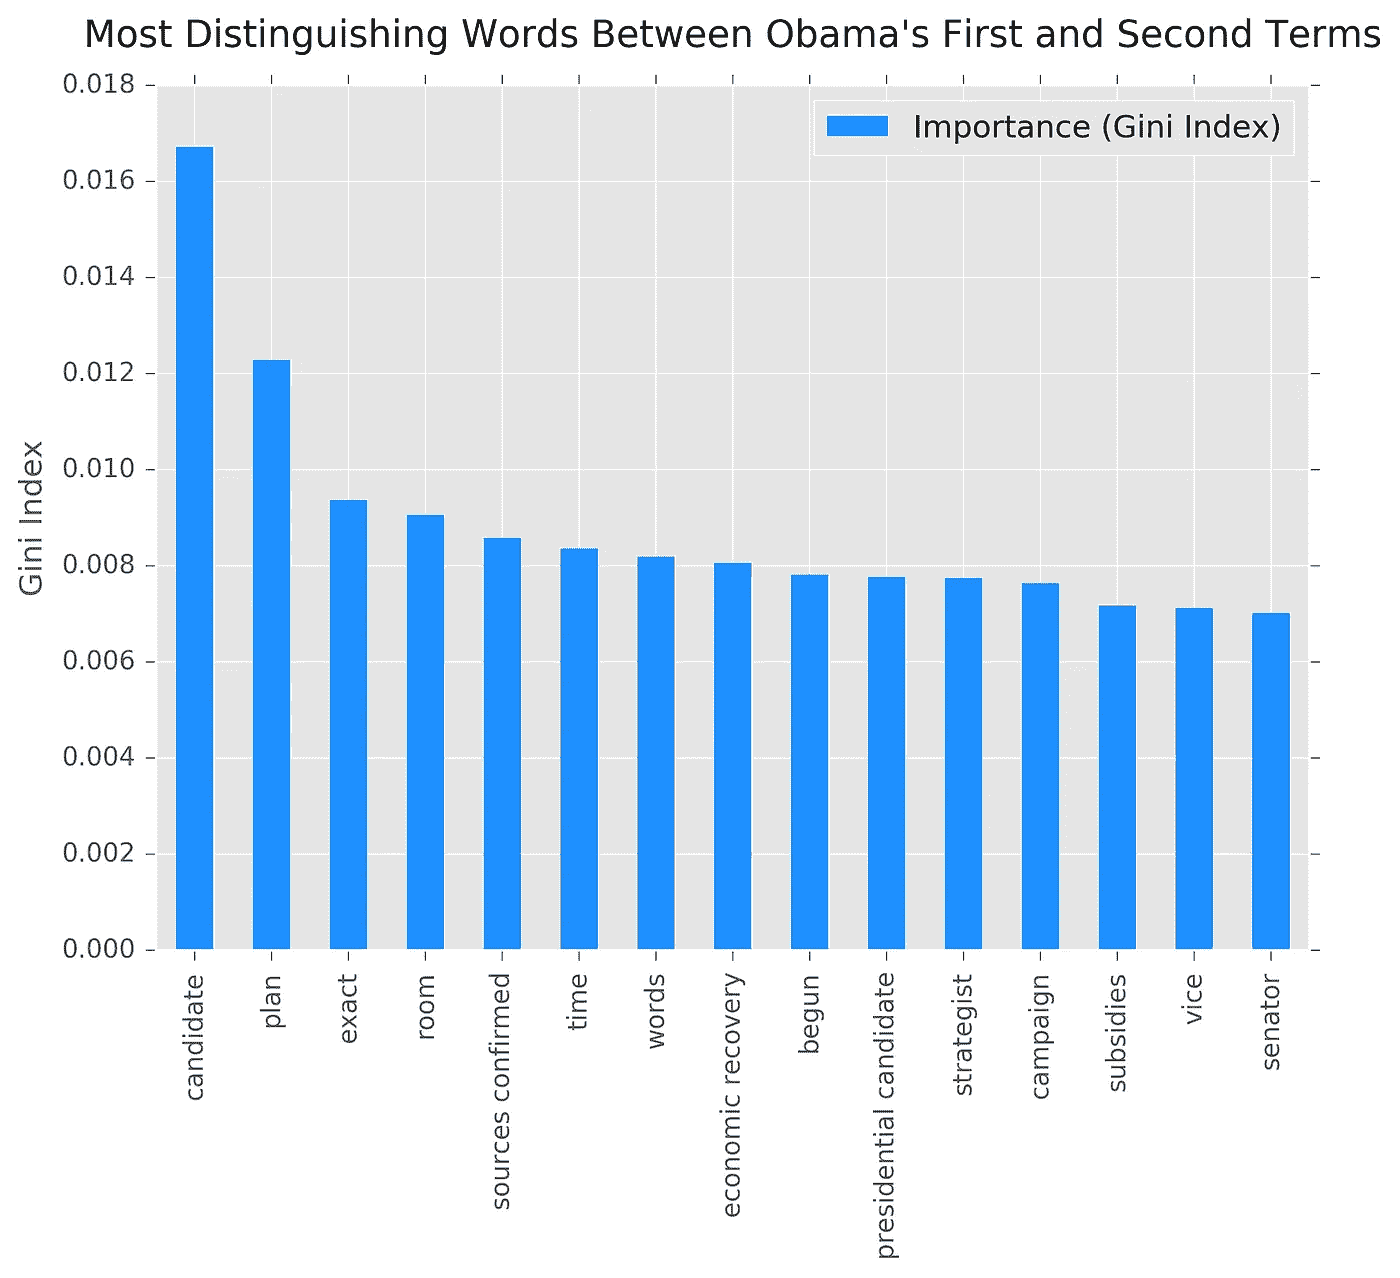 Most Distinguishing Words Between Obama's First and Second Terms
0.018
0.016
0.014
0.012
0.010
0.008
0.006
0.004
0.002
0.000
Gini Index
Importance (Gini Index)
candidate
plan
exact
room
sources confirmed
time
words
economic recovery
begun
presidential candidate
strategist
campaign
subsidies
vice
senator